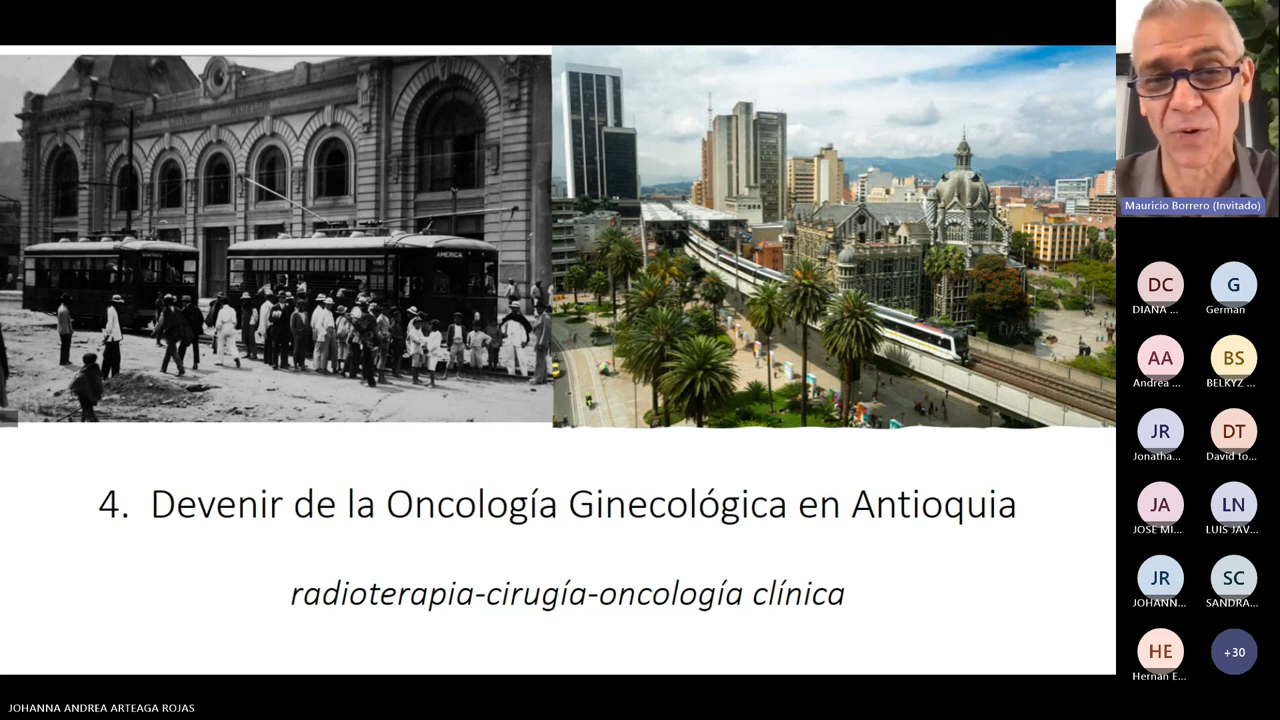 AMERICA
4. Devenir de la Oncología Ginecológica en Antioquia
radioterapia-cirugía-oncología clínica
Mauricio Borrero (Invitado)
DC
DIANA ...
G
German
AA
Andrea ...
BS
BELKYZ ...
JR
Jonatha...
DT
David to...
JA
JOSE MI...
LN
LUIS JAV...
JR
JOHANN...
SC
SANDRA...
HE
Hernan E...
+30
JOHANNA ANDREA ARTEAGA ROJAS